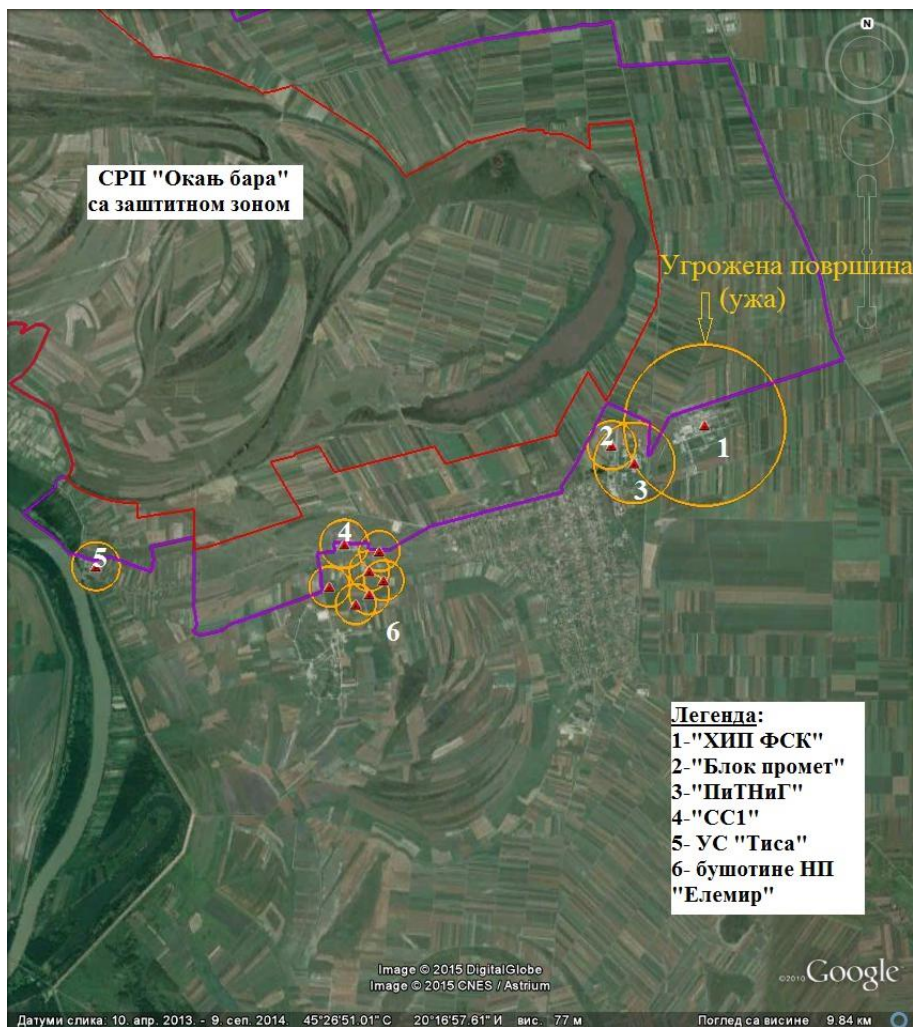 N
СРП "Окањ бара"
са заштитном зоном
Угрожена површина
(ужа)
2
1
3
4
5
6
Легенда:
1-"ХИП ФСК"
2-"Блок промет"
3-"ПиТНиГ"
4-"СС1"
5- УС "Тиса"
6- бушотине НП
"Елемир"
Image © 2015 DigitalGlobe
Image © 2015 CNES / Astrium
©2010 Google
Датуми слика: 10. апр. 2013. - 9. сеп. 2014. 45°26'51.01" С 20°16'57.61" И вис. 77 м Поглед са висине 9.84 км